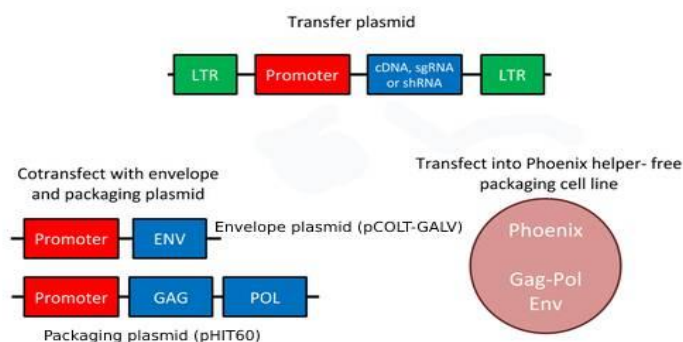 Transfer plasmid
LTR
Promoter
cDNA, sgRNA
or shRNA
LTR
Cotransfect with envelope
and packaging plasmid
Promoter
ENV
Envelope plasmid (pCOLT-GALV)
Promoter
GAG
POL
Packaging plasmid (pHIT60)
Transfect into Phoenix helper- free
packaging cell line
Phoenix
Gag-Pol
Env